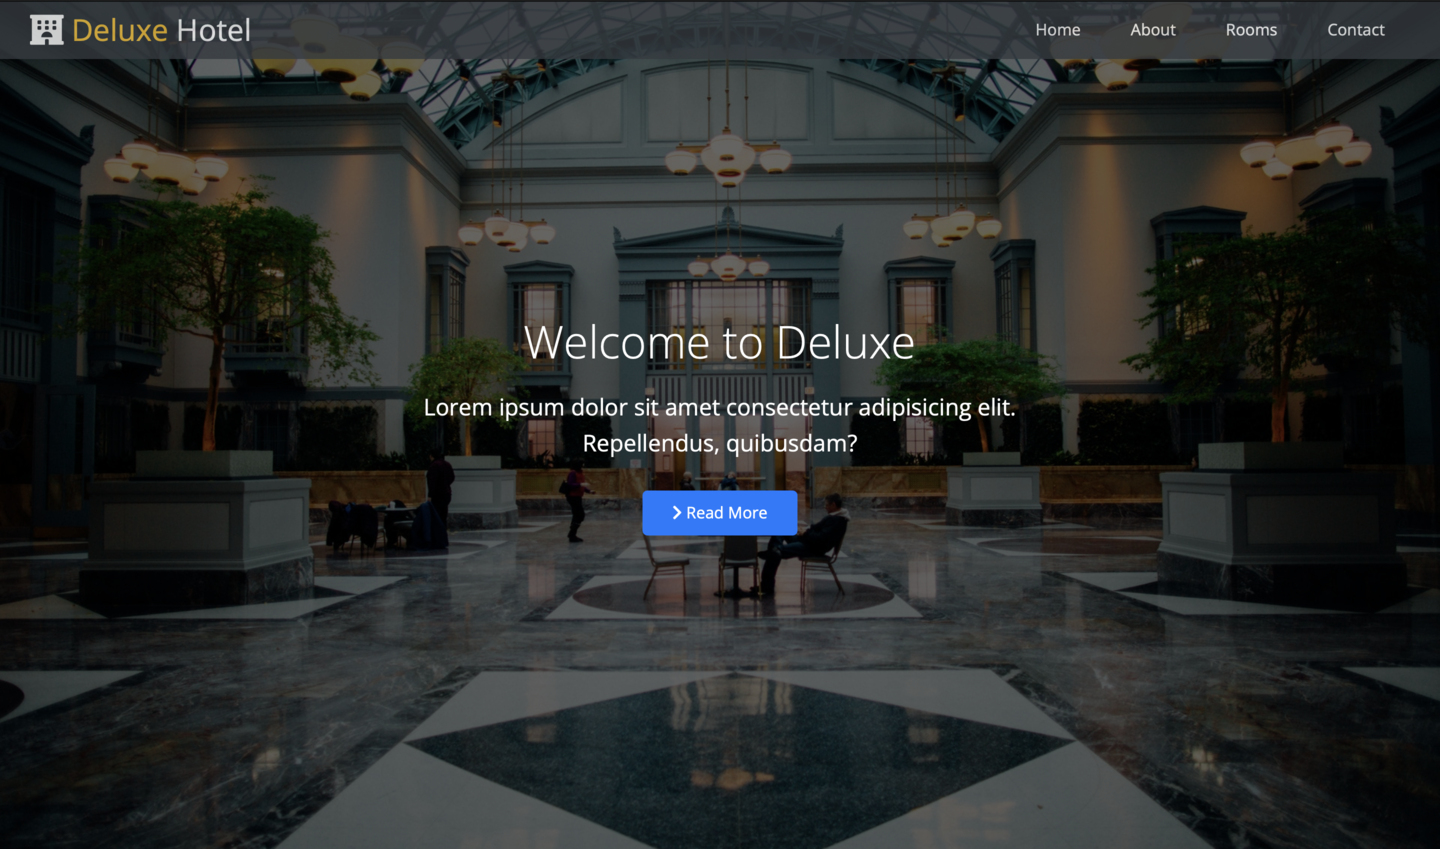 Deluxe Hotel
Home
About
Rooms
Contact
Welcome to Deluxe
Lorem ipsum dolor sit amet consectetur adipisicing elit.
Repellendus, quibusdam?
Read More